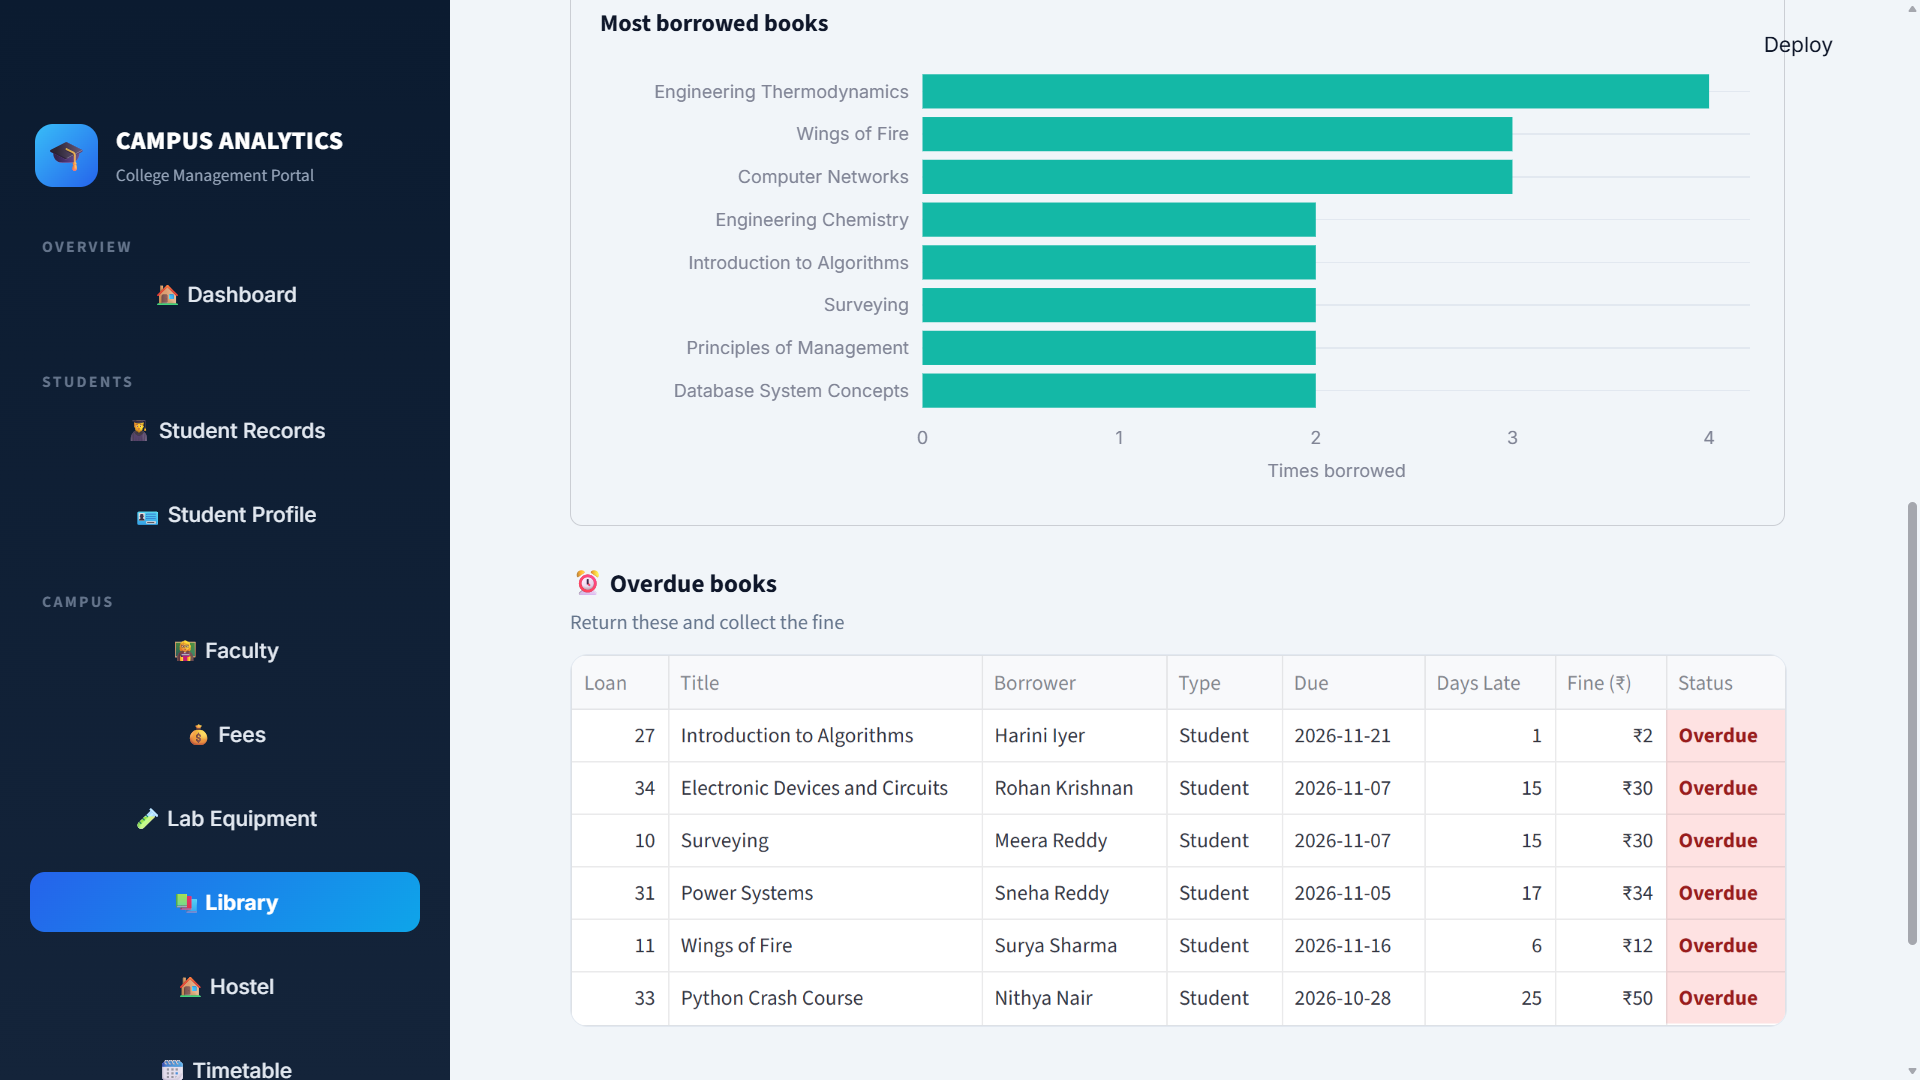 CAMPUS ANALYTICS
College Management Portal
OVERVIEW
Dashboard
STUDENTS
Student Records
Student Profile
CAMPUS
Faculty
Fees
Lab Equipment
Library
Hostel
Timetable
Deploy
Most borrowed books
Engineering Thermodynamics
Wings of Fire
Computer Networks
Engineering Chemistry
Introduction to Algorithms
Surveying
Principles of Management
Database System Concepts
0 1 2 3 4
Times borrowed
Overdue books
Return these and collect the fine
Loan Title Borrower Type Due Days Late Fine (₹) Status
27 Introduction to Algorithms Harini Iyer Student 2026-11-21 1 ₹2 Overdue
34 Electronic Devices and Circuits Rohan Krishnan Student 2026-11-07 15 ₹30 Overdue
10 Surveying Meera Reddy Student 2026-11-07 15 ₹30 Overdue
31 Power Systems Sneha Reddy Student 2026-11-05 17 ₹34 Overdue
11 Wings of Fire Surya Sharma Student 2026-11-16 6 ₹12 Overdue
33 Python Crash Course Nithya Nair Student 2026-10-28 25 ₹50 Overdue